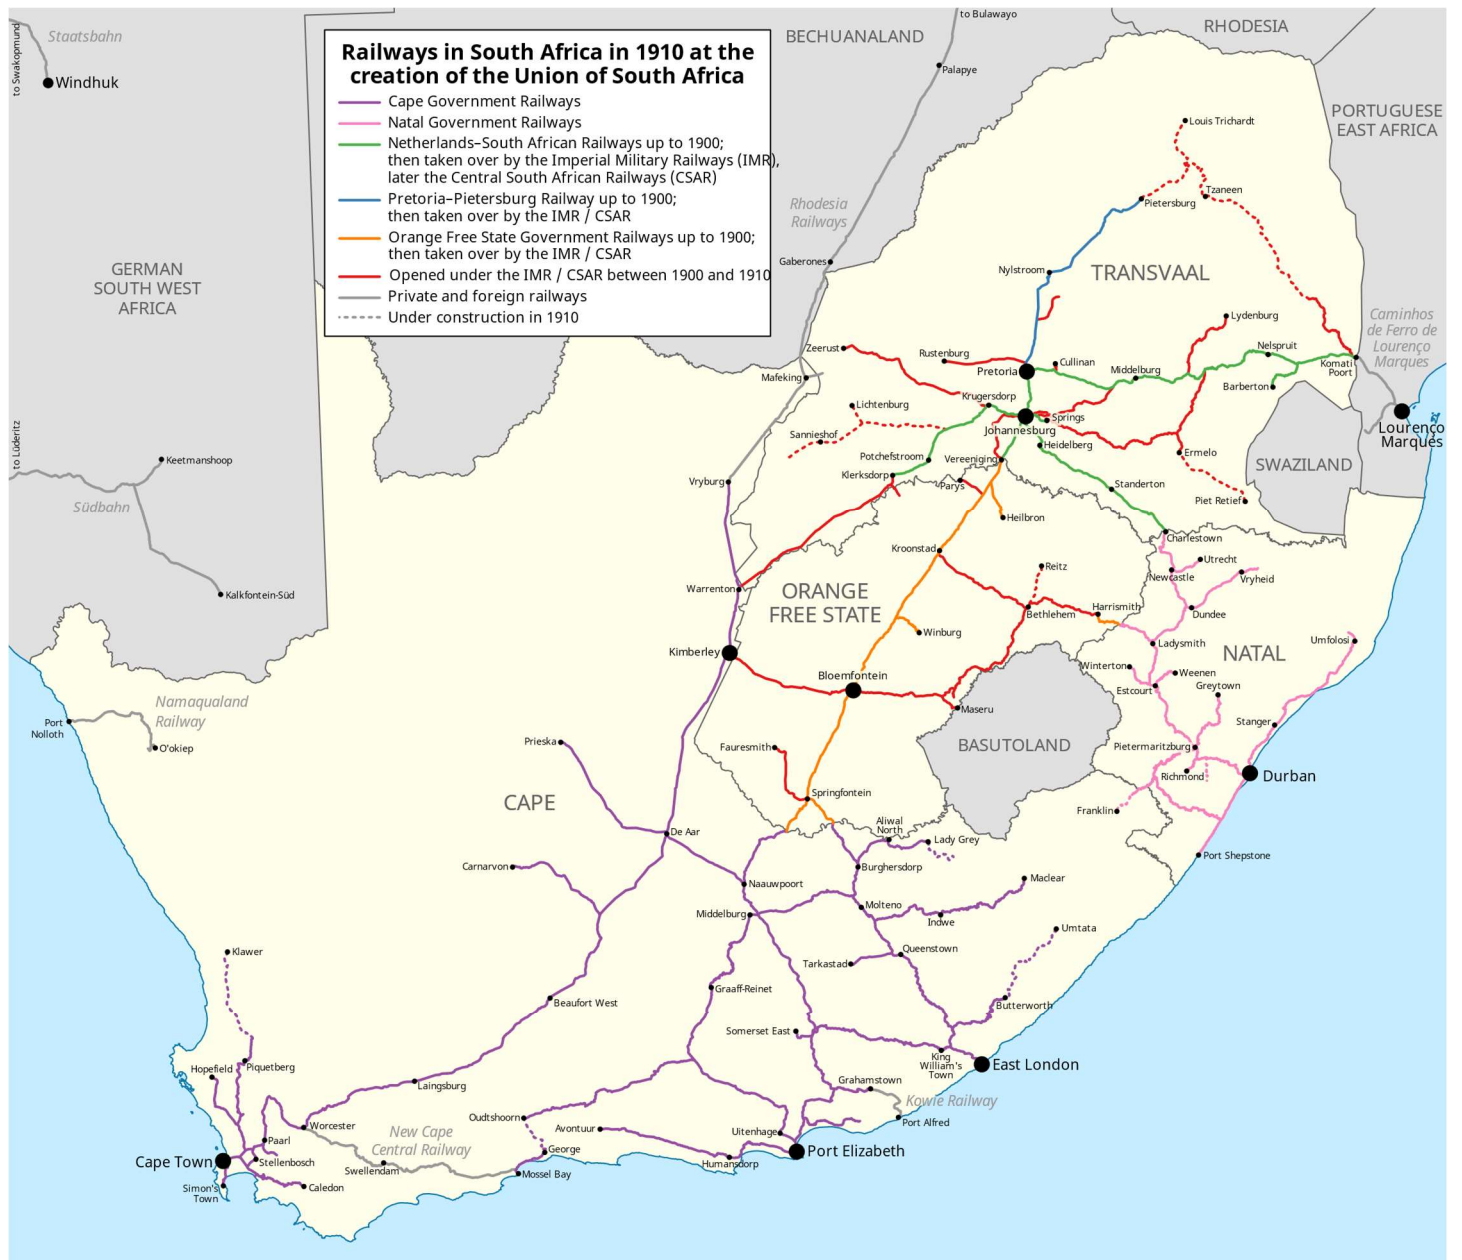 Railways in South Africa in 1910 at the
creation of the Union of South Africa
Cape Government Railways
Natal Government Railways
Netherlands–South African Railways up to 1900;
then taken over by the Imperial Military Railways (IMR),
later the Central South African Railways (CSAR)
Pretoria–Pietersburg Railway up to 1900;
then taken over by the IMR / CSAR
Orange Free State Government Railways up to 1900;
then taken over by the IMR / CSAR
Opened under the IMR / CSAR between 1900 and 1910
Private and foreign railways
Under construction in 1910
to Swakopmund
Staatsbahn
Windhuk
to Bulawayo
BECHUANALAND
RHODESIA
Palapye
PORTUGUESE
EAST AFRICA
Louis Trichardt
Tzaneen
Pietersburg
Rhodesia
Railways
Gaberones
Nylstroom
TRANSVAAL
GERMAN
SOUTH WEST
AFRICA
Lydenburg
Caminhos
de Ferro de
Lourenço
Marques
Zeerust
Rustenburg
Cullinan
Nelspruit
Pretoria
Middelburg
Komati
Poort
Mafeking
Barberton
Krugersdorp
Lichtenburg
Springs
Johannesburg
Lourenço
Marques
Sannieshof
Heidelberg
Potchefstroom
Vereeniging
Ermelo
SWAZILAND
to Lüderitz
Keetmanshoop
Klerksdorp
Parys
Standerton
Vryburg
Piet Retief
Südbahn
Heilbron
Charlestown
Kroonstad
Utrecht
Reitz
Newcastle
Vryheid
Kalkfontein-Süd
Warrenton
ORANGE
FREE STATE
Harrismith
Bethlehem
Dundee
Winburg
Ladysmith
NATAL
Umfolosi
Kimberley
Winterton
Weenen
Bloemfontein
Estcourt
Greytown
Namaqualand
Railway
Maseru
Port
Nolloth
Stanger
O'okiep
Prieska
Fauresmith
BASUTOLAND
Pietermaritzburg
Richmond
Durban
CAPE
Springfontein
Franklin
Aliwal
North
De Aar
Lady Grey
Port Shepstone
Carnarvon
Burghersdorp
Naauwpoort
Maclear
Middelburg
Molteno
Indwe
Umtata
Klawer
Queenstown
Tarkastad
Graaff-Reinet
Beaufort West
Butterworth
Somerset East
King
William's
Town
East London
Hopefield
Piquetberg
Laingsburg
Grahamstown
Kowie Railway
Oudtshoorn
Port Alfred
Worcester
New Cape
Central Railway
Avontuur
Uitenhage
Paarl
George
Port Elizabeth
Cape Town
Stellenbosch
Swellendam
Humansdorp
Mossel Bay
Simon's
Town
Caledon